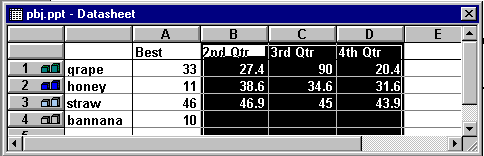 pbj.ppt - Datasheet
A B C D E
Best 2nd Qtr 3rd Qtr 4th Qtr
1 grape 33 27.4 90 20.4
2 honey 11 38.6 34.6 31.6
3 straw 46 46.9 45 43.9
4 bannana 10